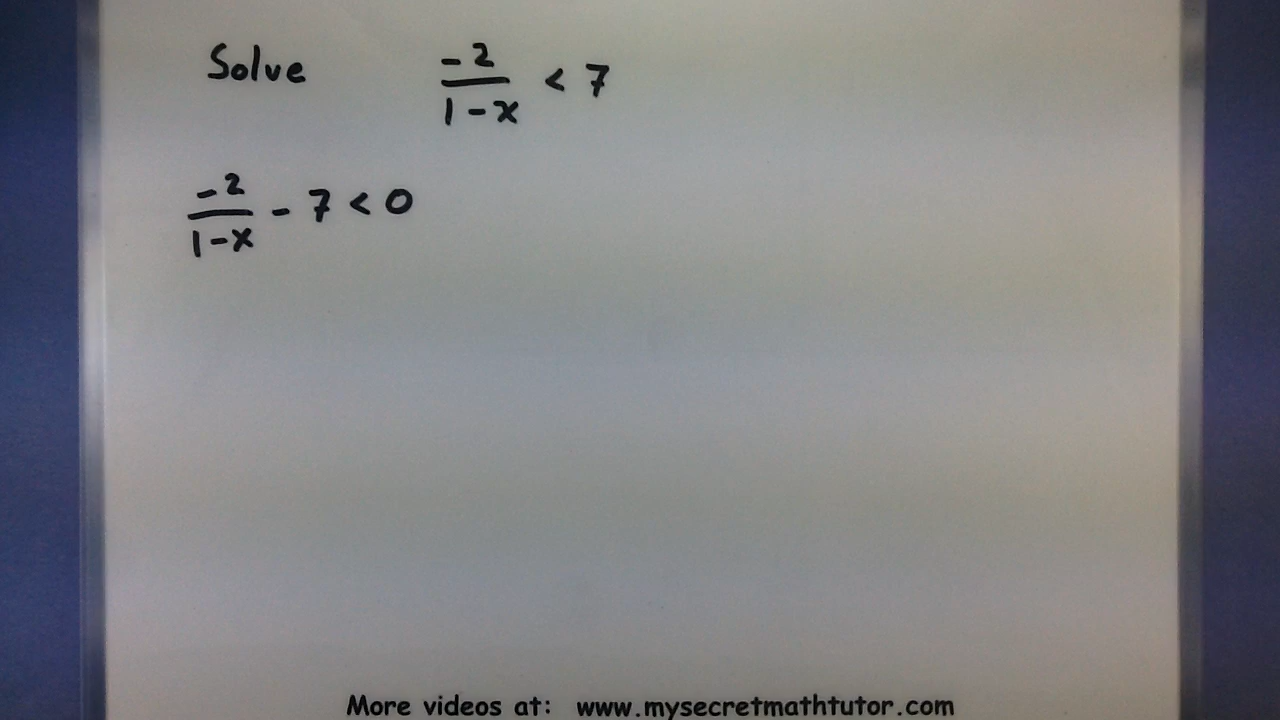 Solve -2/1-x < 7
-2/1-x - 7 < 0
More videos at: www.mysecretmathtutor.com